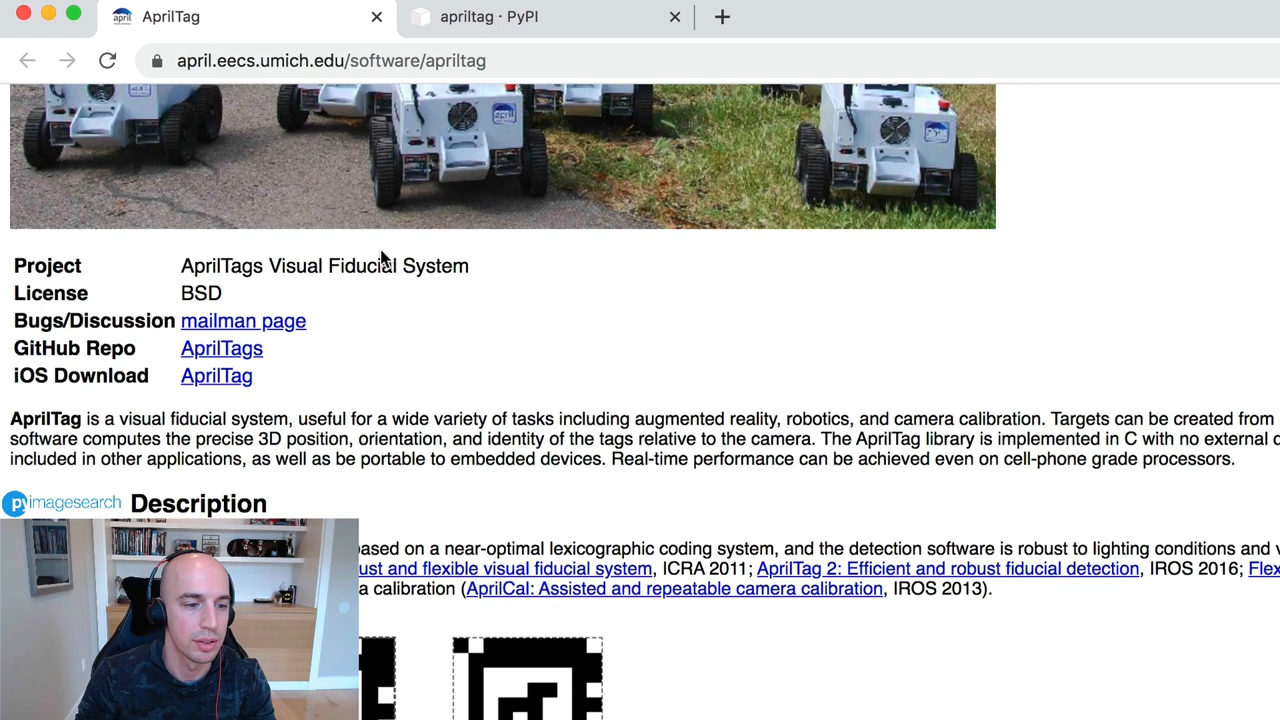 AprilTag
apriltag · PyPI
april.eecs.umich.edu/software/apriltag
april
Project AprilTags Visual Fiducial System
License BSD
Bugs/Discussion mailman page
GitHub Repo AprilTags
iOS Download AprilTag
AprilTag is a visual fiducial system, useful for a wide variety of tasks including augmented reality, robotics, and camera calibration. Targets can be created from
software computes the precise 3D position, orientation, and identity of the tags relative to the camera. The AprilTag library is implemented in C with no external
included in other applications, as well as be portable to embedded devices. Real-time performance can be achieved even on cell-phone grade processors.
pyimagesearch Description
based on a near-optimal lexicographic coding system, and the detection software is robust to lighting conditions and
ust and flexible visual fiducial system, ICRA 2011; AprilTag 2: Efficient and robust fiducial detection, IROS 2016; Flex
a calibration (AprilCal: Assisted and repeatable camera calibration, IROS 2013).